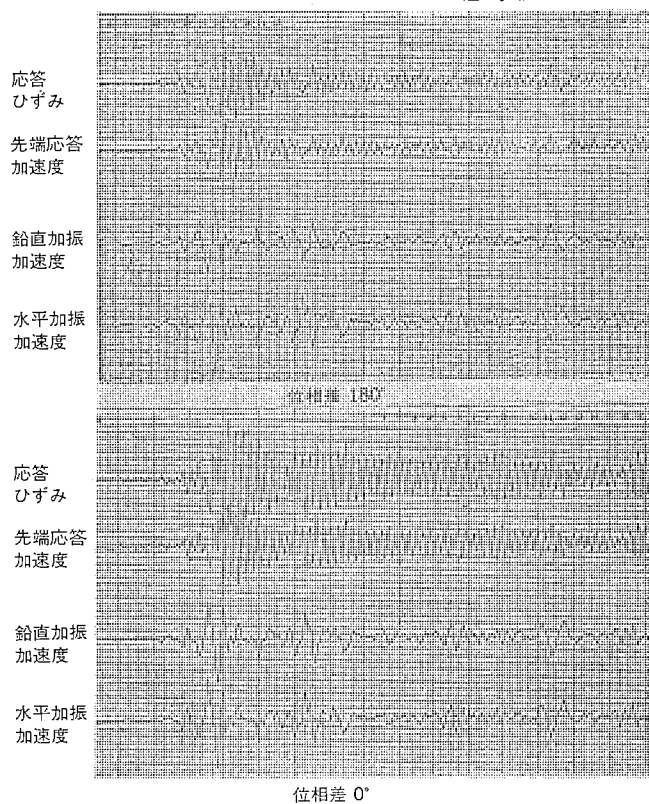 応答
ひずみ
先端応答
加速度
鉛直加振
加速度
水平加振
加速度
位相差 180°
応答
ひずみ
先端応答
加速度
鉛直加振
加速度
水平加振
加速度
位相差 0°